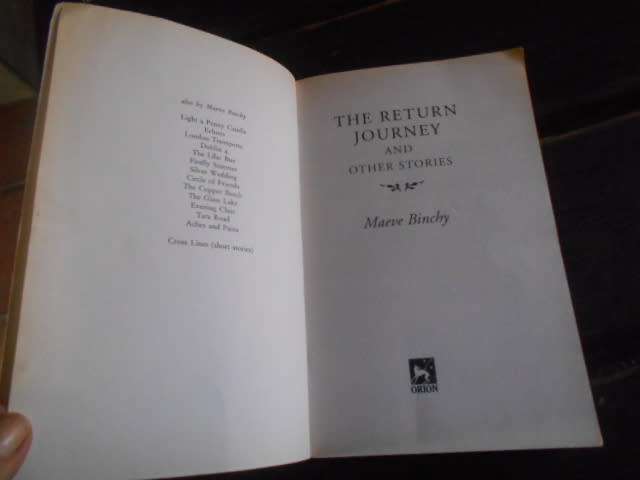 also by Maeve Binchy
Light a Penny Candle
Echoes
London Transports
Dublin 4
The Lilac Bus
Firefly Summer
Silver Wedding
Circle of Friends
The Copper Beech
The Glass Lake
Evening Class
Tara Road
Aches and Pains
Cross Lines (short stories)
THE RETURN
JOURNEY
AND
OTHER STORIES
Maeve Binchy
ORION